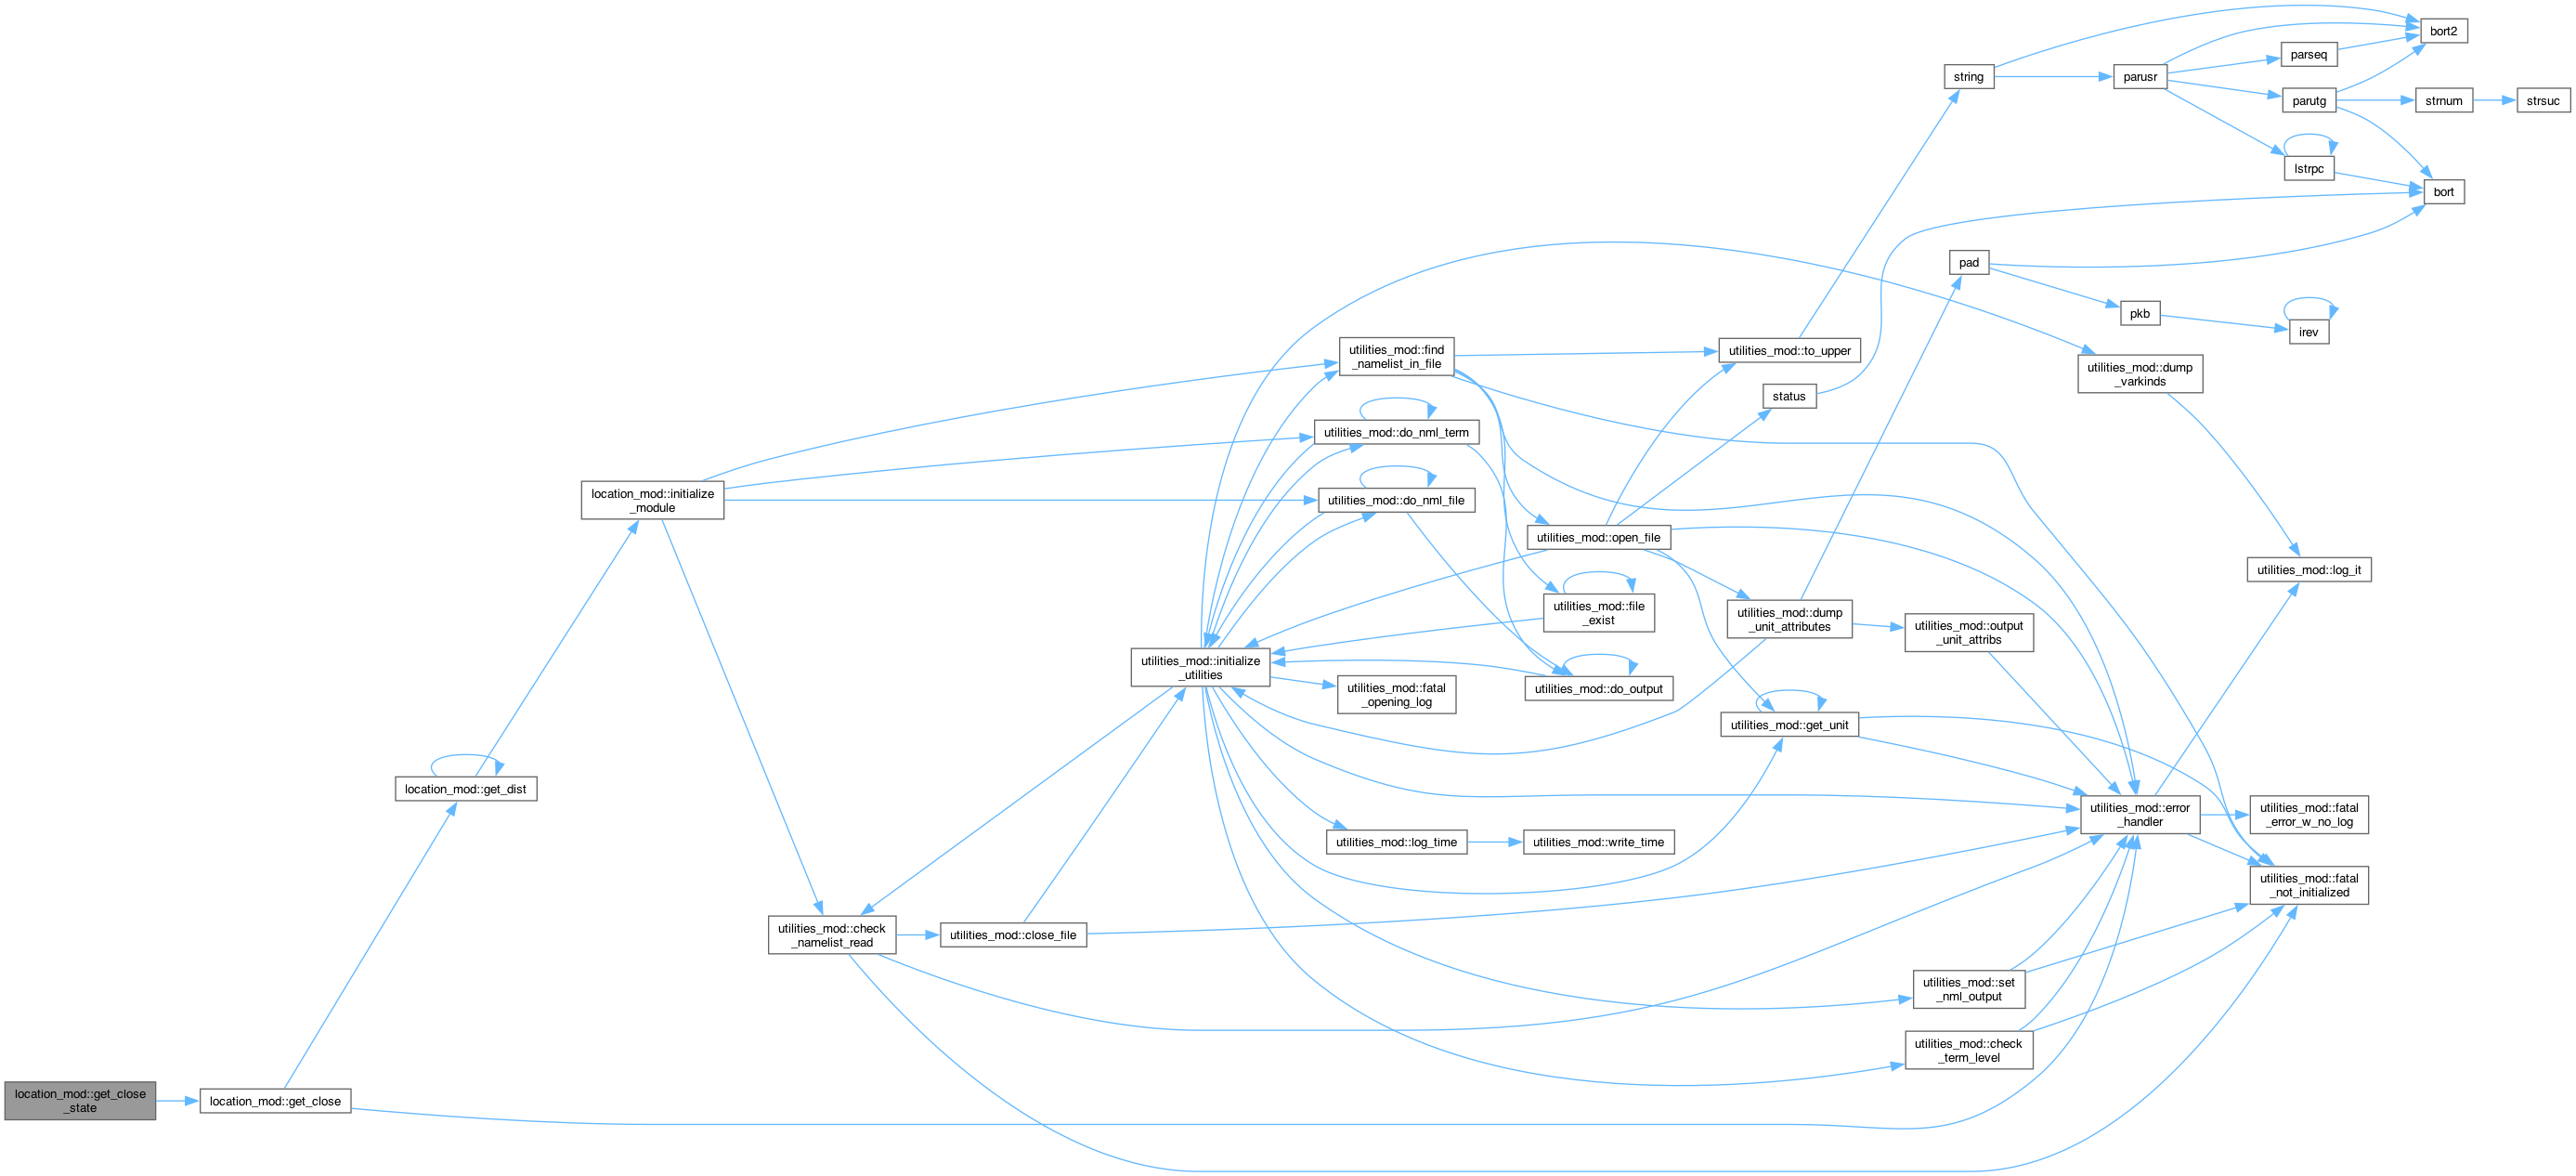 location_mod::get_close
_state
location_mod::get_close
location_mod::get_dist
location_mod::initialize
_module
utilities_mod::check
_namelist_read
utilities_mod::close_file
utilities_mod::initialize
_utilities
utilities_mod::find
_namelist_in_file
utilities_mod::do_nml_term
utilities_mod::do_nml_file
utilities_mod::fatal
_opening_log
utilities_mod::log_time
utilities_mod::open_file
utilities_mod::file
_exist
utilities_mod::do_output
utilities_mod::write_time
utilities_mod::to_upper
status
utilities_mod::dump
_unit_attributes
utilities_mod::get_unit
string
pad
utilities_mod::output
_unit_attribs
utilities_mod::set
_nml_output
utilities_mod::check
_term_level
parusr
pkb
utilities_mod::dump
_varkinds
utilities_mod::error
_handler
parseq
parutg
lstrpc
irev
utilities_mod::log_it
utilities_mod::fatal
_error_w_no_log
utilities_mod::fatal
_not_initialized
bort2
strnum
bort
strsuc